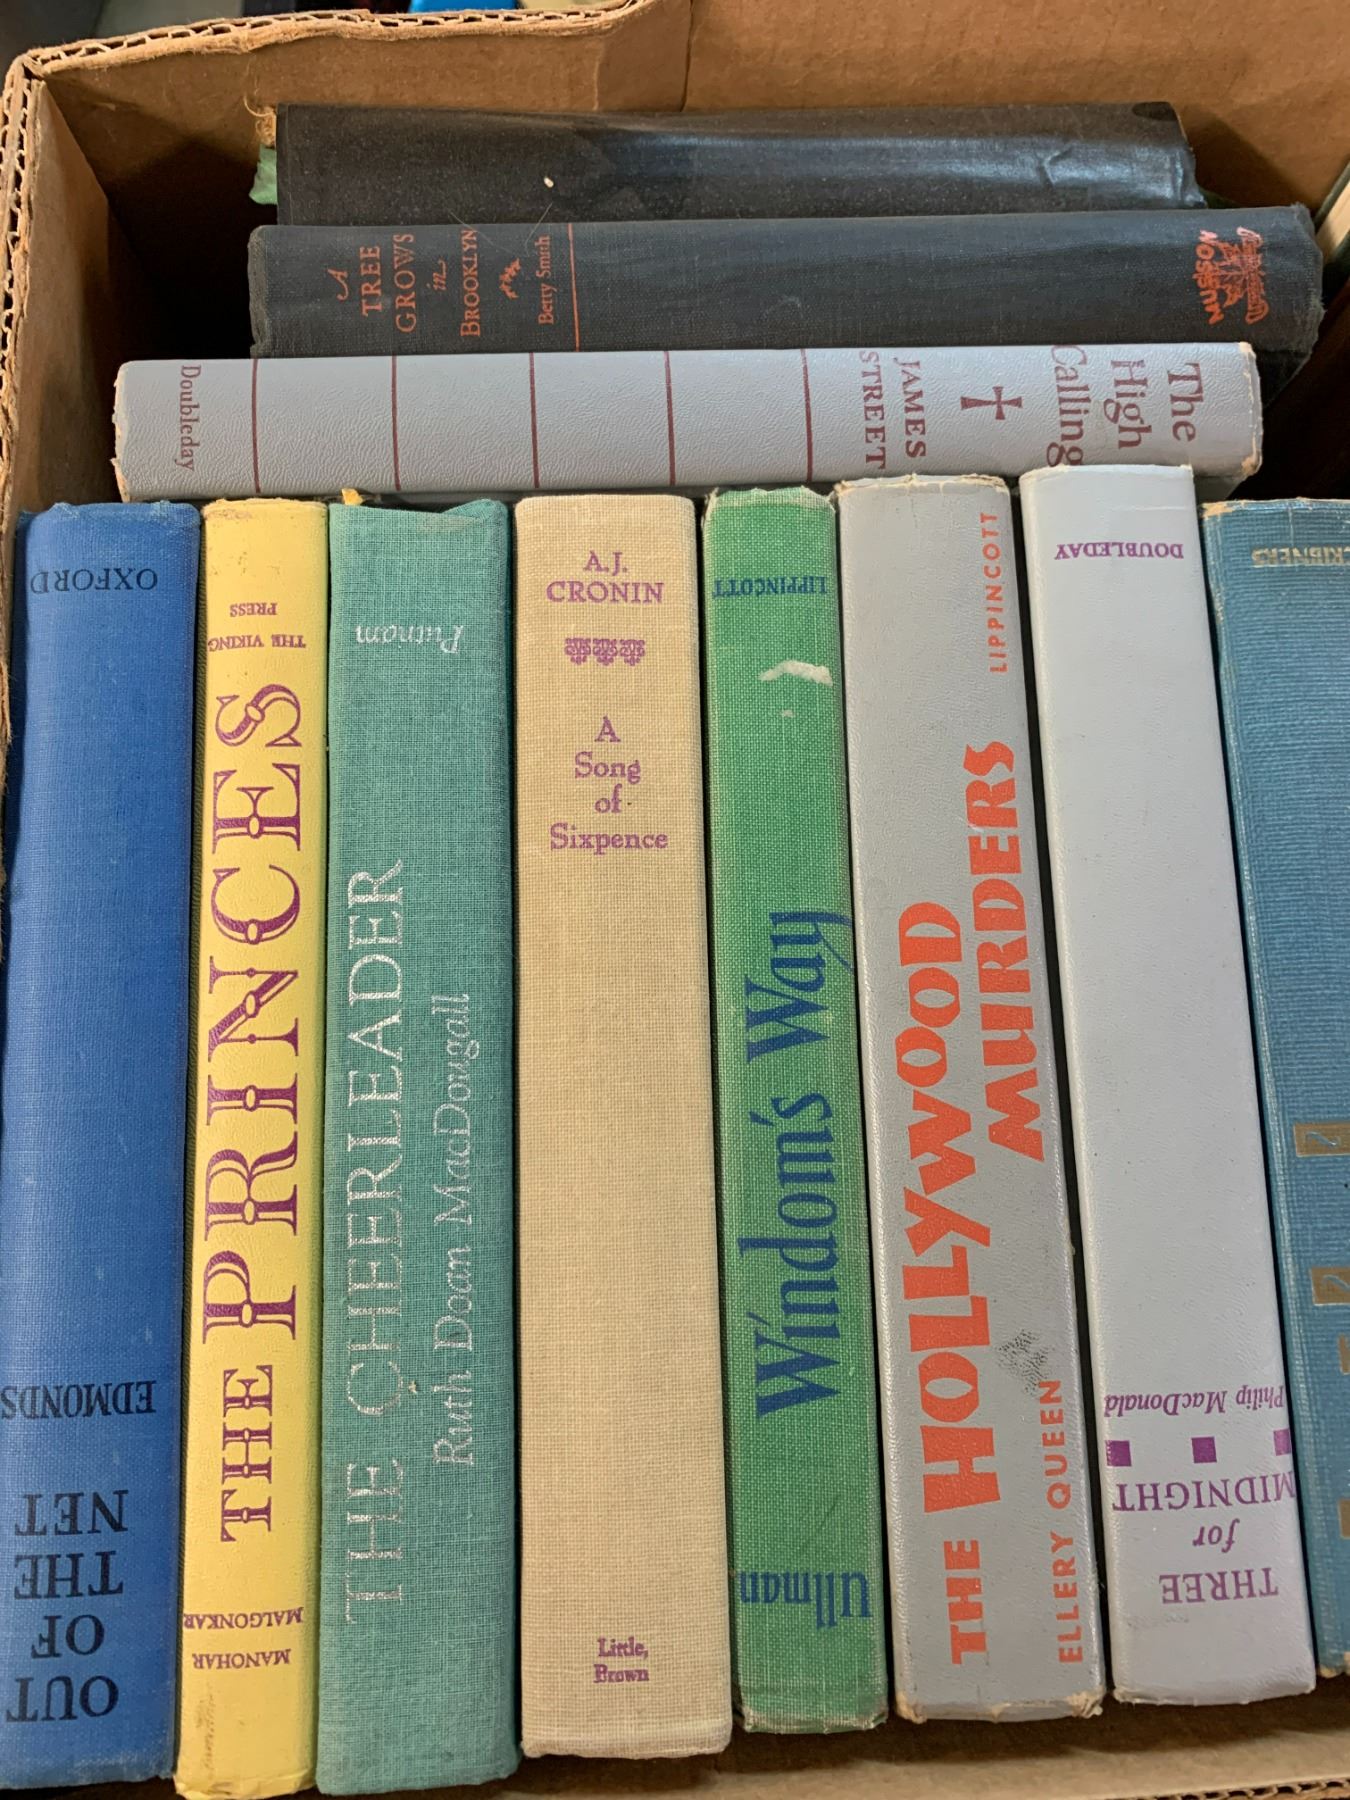 A
TREE
GROWS
in
BROOKLYN
Betty Smith
MUSSON
The
High
Calling
JAMES
STREET
Doubleday
OUT
OF
THE
NET
EDMONDS
OXFORD
MANOHAR
MALGONKAR
THE PRINCES
THE VIKING
PRESS
THE CHEERLEADER
Ruth Doan MacDougall
Putnam
A.J.
CRONIN
A
Song
of
Sixpence
Little,
Brown
Ullman
Windom's Way
LIPPINCOTT
THE HOLLYWOOD
MURDERS
ELLERY QUEEN
LIPPINCOTT
THREE
for
MIDNIGHT
Philip MacDonald
DOUBLEDAY